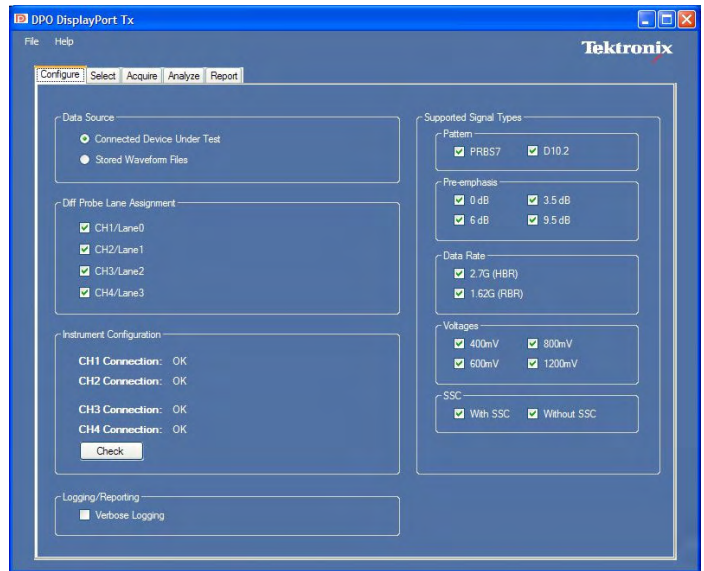 DPO DisplayPort Tx
File Help
Tektronix
Configure Select Acquire Analyze Report
Data Source
Connected Device Under Test
Stored Waveform Files
Diff Probe Lane Assignment
CH1/Lane0
CH2/Lane1
CH3/Lane2
CH4/Lane3
Instrument Configuration
CH1 Connection: OK
CH2 Connection: OK
CH3 Connection: OK
CH4 Connection: OK
Check
Logging/Reporting
Verbose Logging
Supported Signal Types
Pattern
PRBS7 D10.2
Pre-emphasis
0 dB 3.5 dB
6 dB 9.5 dB
Data Rate
2.7G (HBR)
1.62G (RBR)
Voltages
400mV 800mV
600mV 1200mV
SSC
With SSC Without SSC